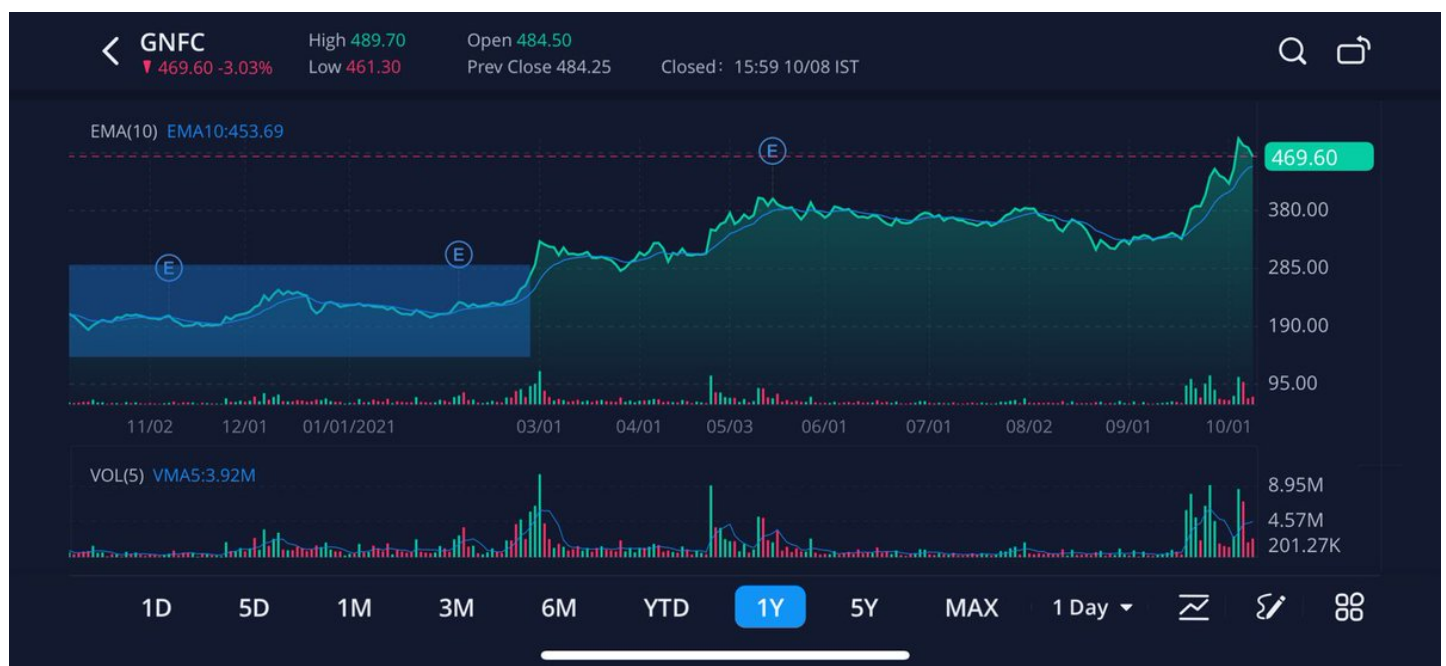 GNFC High 489.70 Open 484.50
▼ 469.60 -3.03% Low 461.30 Prev Close 484.25 Closed: 15:59 10/08 IST
EMA(10) EMA10:453.69
E
469.60
380.00
E
E
285.00
190.00
95.00
11/02 12/01 01/01/2021 03/01 04/01 05/03 06/01 07/01 08/02 09/01 10/01
VOL(5) VMA5:3.92M
8.95M
4.57M
201.27K
1D 5D 1M 3M 6M YTD 1Y 5Y MAX 1 Day